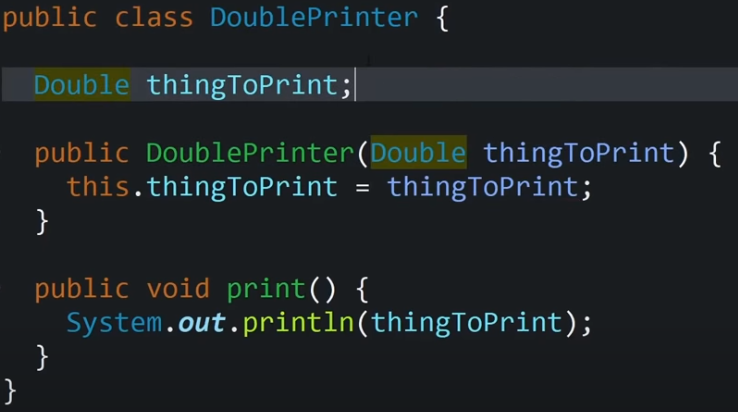 public class DoublePrinter {
Double thingToPrint;
public DoublePrinter(Double thingToPrint) {
this.thingToPrint = thingToPrint;
}
public void print() {
System.out.println(thingToPrint);
}
}